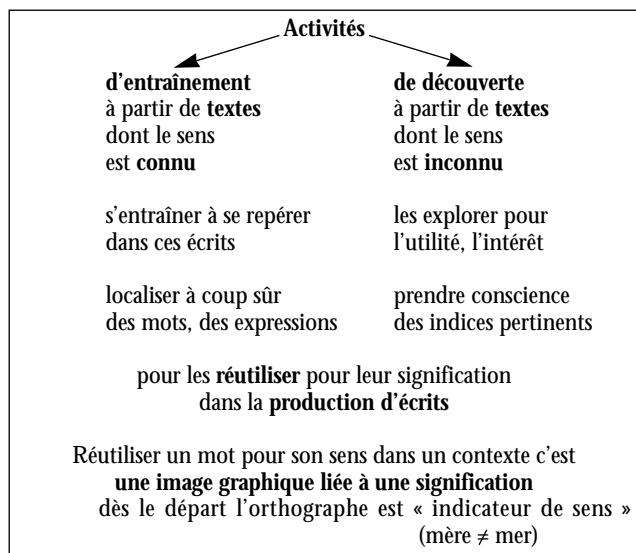 Activités
d'entraînement
à partir de textes
dont le sens
est connu
s'entraîner à se repérer
dans ces écrits
localiser à coup sûr
des mots, des expressions
de découverte
à partir de textes
dont le sens
est inconnu
les explorer pour
l'utilité, l'intérêt
prendre conscience
des indices pertinents
pour les réutiliser pour leur signification
dans la production d'écrits
Réutiliser un mot pour son sens dans un contexte c'est
une image graphique liée à une signification
dès le départ l'orthographe est « indicateur de sens »
(mère ≠ mer)